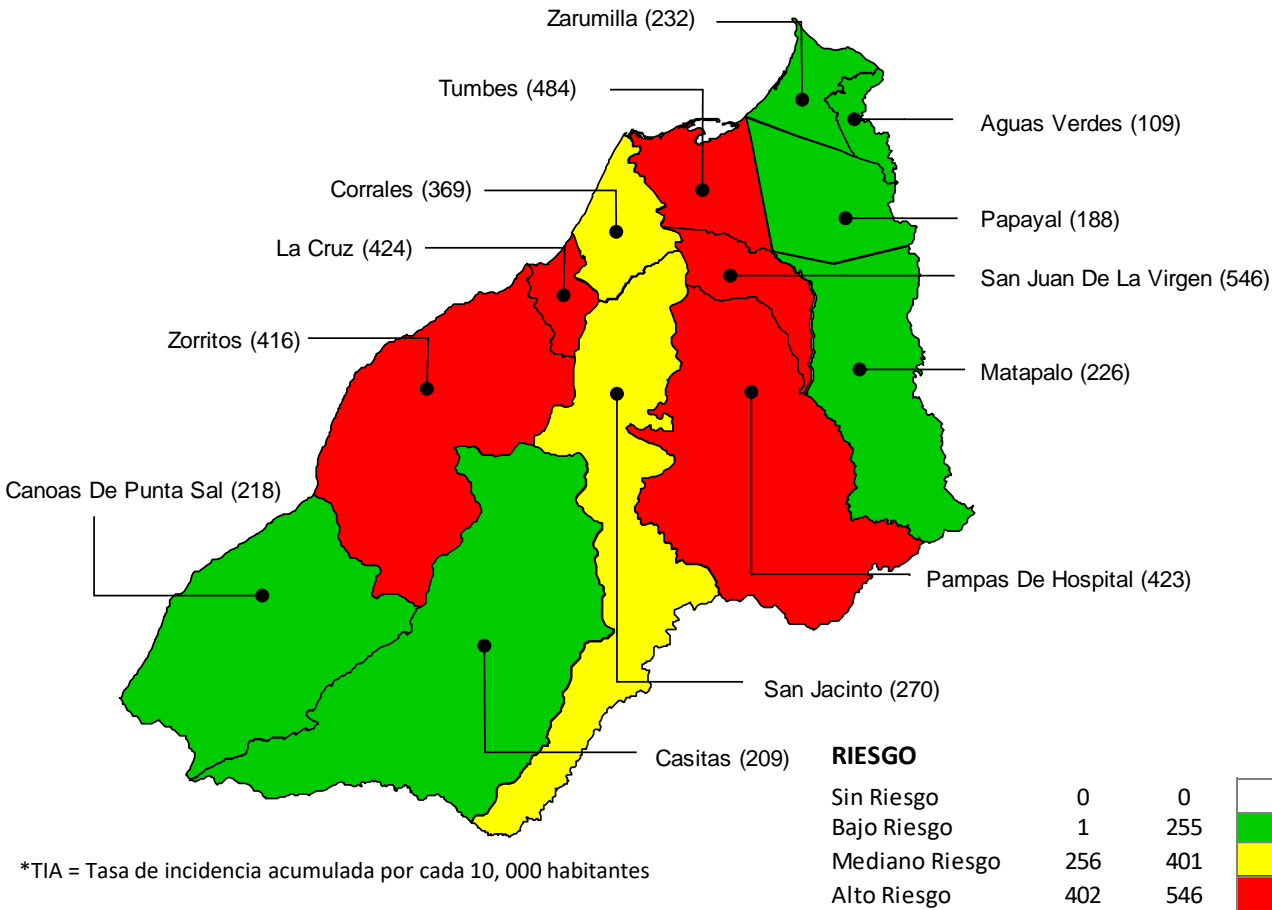 Zarumilla (232)
Tumbes (484)
Aguas Verdes (109)
Corrales (369)
Papayal (188)
La Cruz (424)
San Juan De La Virgen (546)
Zorritos (416)
Matapalo (226)
Canoas De Punta Sal (218)
Pampas De Hospital (423)
San Jacinto (270)
Casitas (209)
RIESGO
Sin Riesgo 0 0
Bajo Riesgo 1 255
Mediano Riesgo 256 401
Alto Riesgo 402 546
*TIA = Tasa de incidencia acumulada por cada 10, 000 habitantes